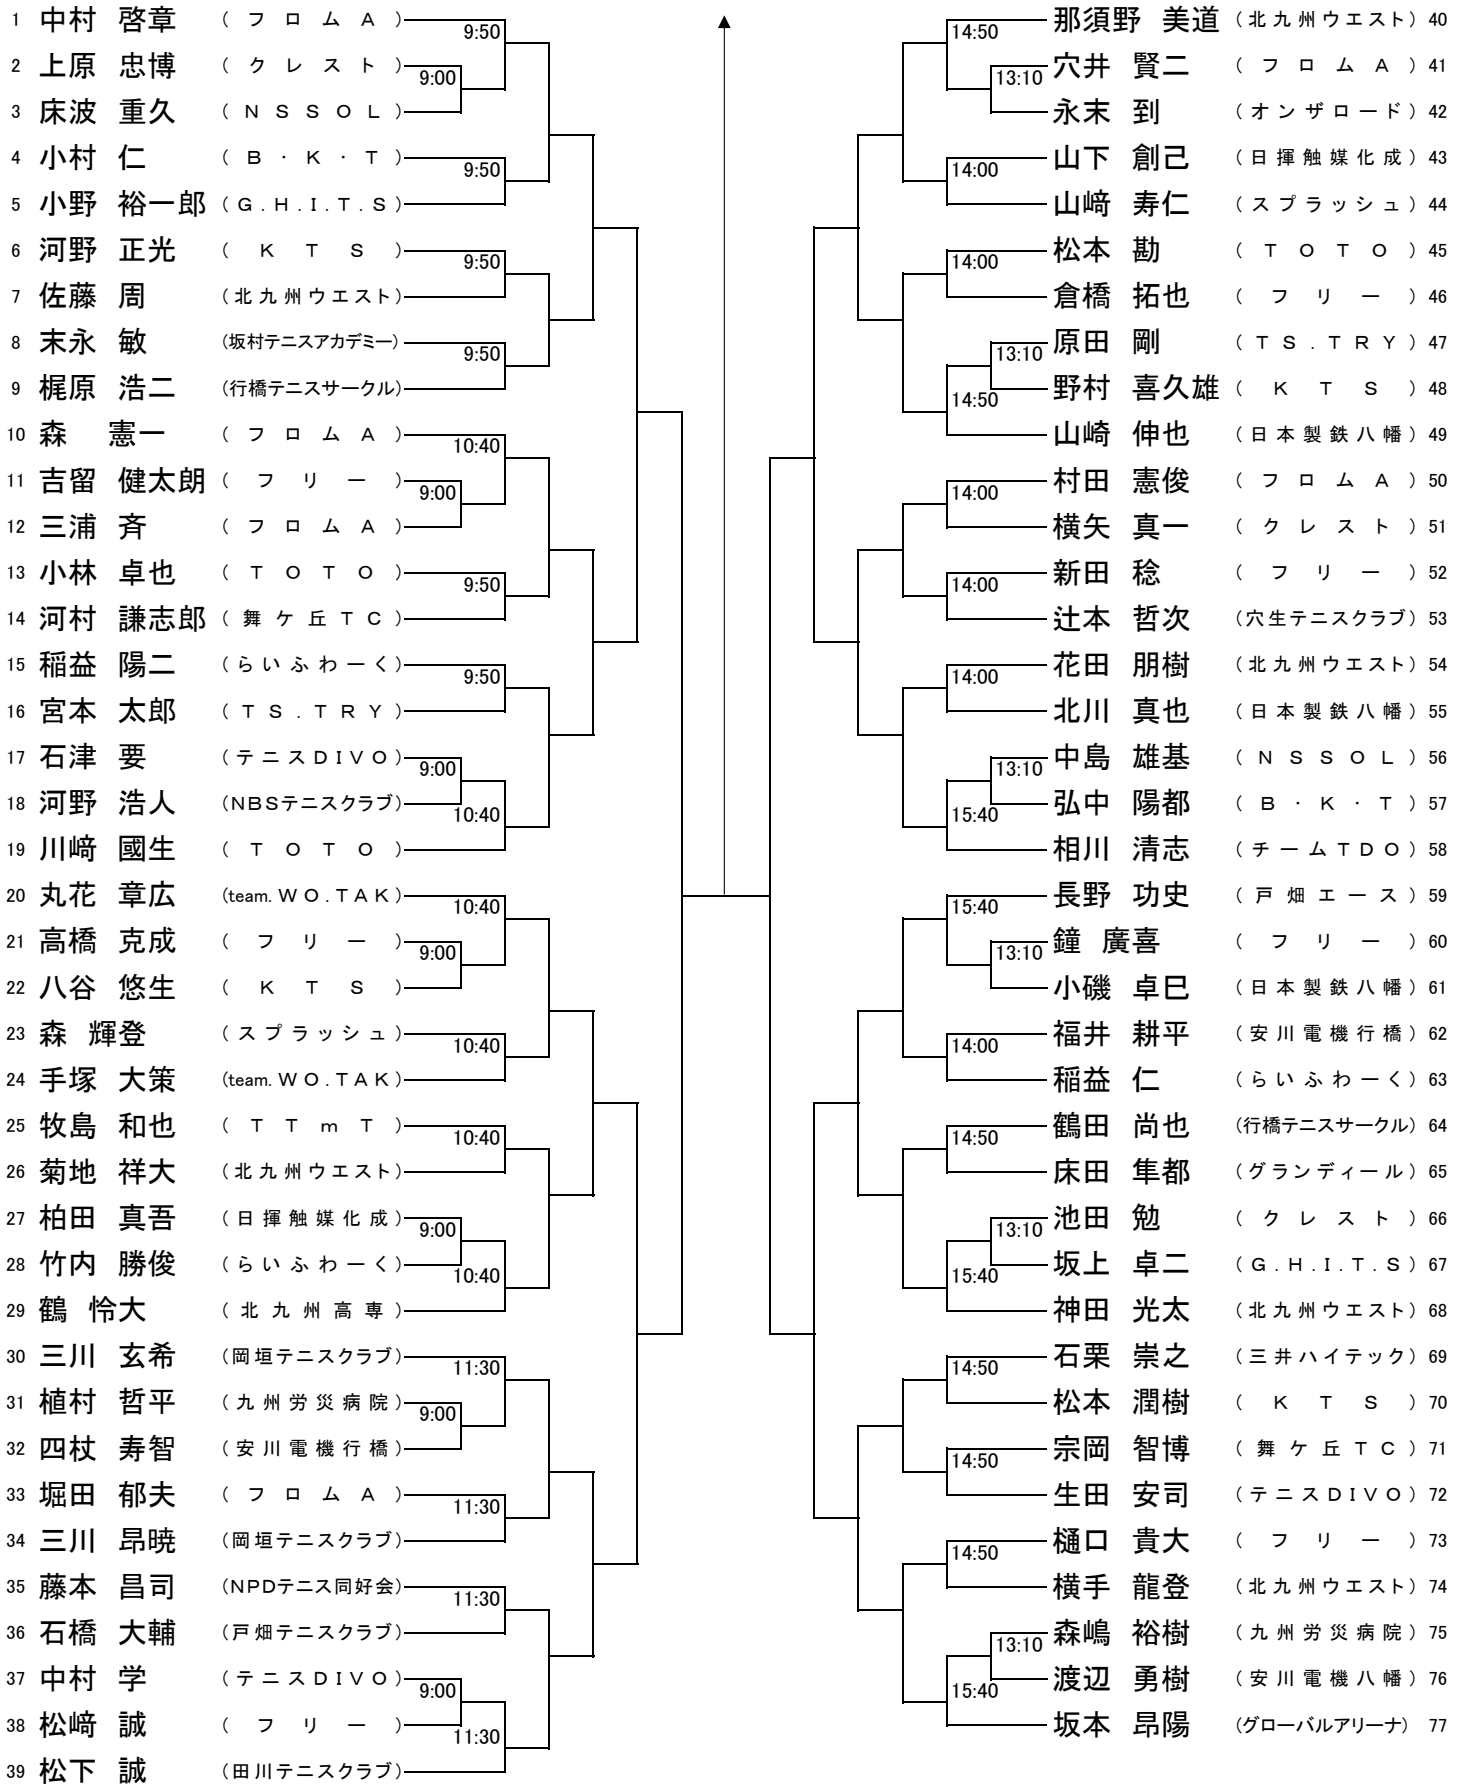 1 中村 啓章 (フロムA)
9:50
2 上原 忠博 (クレスト)
9:00
3 床波 重久 (NSSOL)
4 小村 仁 (B・K・T)
9:50
5 小野 裕一郎 (G.H.I.T.S)
6 河野 正光 (KTS)
9:50
7 佐藤 周 (北九州ウエスト)
8 末永 敏 (坂村テニスアカデミー)
9:50
9 梶原 浩二 (行橋テニスサークル)
10 森 憲一 (フロムA)
10:40
11 吉留 健太朗 (フリー)
9:00
12 三浦 斉 (フロムA)
13 小林 卓也 (TOTO)
9:50
14 河村 謙志郎 (舞ケ丘TC)
15 稲益 陽二 (らいふわーく)
9:50
16 宮本 太郎 (TS.TRY)
17 石津 要 (テニスDIVO)
9:00
18 河野 浩人 (NBSテニスクラブ)
10:40
19 川﨑 國生 (TOTO)
20 丸花 章広 (team.WO.TAK)
10:40
21 高橋 克成 (フリー)
9:00
22 八谷 悠生 (KTS)
23 森 輝登 (スプラッシュ)
10:40
24 手塚 大策 (team.WO.TAK)
25 牧島 和也 (TTmT)
10:40
26 菊地 祥大 (北九州ウエスト)
27 柏田 真吾 (日揮触媒化成)
9:00
28 竹内 勝俊 (らいふわーく)
10:40
29 鶴 怜大 (北九州高専)
30 三川 玄希 (岡垣テニスクラブ)
11:30
31 植村 哲平 (九州労災病院)
9:00
32 四杖 寿智 (安川電機行橋)
33 堀田 郁夫 (フロムA)
11:30
34 三川 昂暁 (岡垣テニスクラブ)
35 藤本 昌司 (NPDテニス同好会)
11:30
36 石橋 大輔 (戸畑テニスクラブ)
37 中村 学 (テニスDIVO)
9:00
38 松﨑 誠 (フリー)
11:30
39 松下 誠 (田川テニスクラブ)
那須野 美道 (北九州ウエスト) 40
14:50
穴井 賢二 (フロムA) 41
13:10
永末 到 (オンザロード) 42
山下 創己 (日揮触媒化成) 43
14:00
山﨑 寿仁 (スプラッシュ) 44
松本 勘 (TOTO) 45
14:00
倉橋 拓也 (フリー) 46
原田 剛 (TS.TRY) 47
13:10
野村 喜久雄 (KTS) 48
14:50
山崎 伸也 (日本製鉄八幡) 49
村田 憲俊 (フロムA) 50
14:00
横矢 真一 (クレスト) 51
新田 稔 (フリー) 52
14:00
辻本 哲次 (穴生テニスクラブ) 53
花田 朋樹 (北九州ウエスト) 54
14:00
北川 真也 (日本製鉄八幡) 55
中島 雄基 (NSSOL) 56
13:10
弘中 陽都 (B・K・T) 57
15:40
相川 清志 (チームTDO) 58
長野 功史 (戸畑エース) 59
15:40
鐘 廣喜 (フリー) 60
13:10
小磯 卓巳 (日本製鉄八幡) 61
福井 耕平 (安川電機行橋) 62
14:00
稲益 仁 (らいふわーく) 63
鶴田 尚也 (行橋テニスサークル) 64
14:50
床田 隼都 (グランディール) 65
池田 勉 (クレスト) 66
13:10
坂上 卓二 (G.H.I.T.S) 67
15:40
神田 光太 (北九州ウエスト) 68
石栗 崇之 (三井ハイテック) 69
14:50
松本 潤樹 (KTS) 70
宗岡 智博 (舞ケ丘TC) 71
14:50
生田 安司 (テニスDIVO) 72
樋口 貴大 (フリー) 73
14:50
横手 龍登 (北九州ウエスト) 74
森嶋 裕樹 (九州労災病院) 75
13:10
渡辺 勇樹 (安川電機八幡) 76
15:40
坂本 昂陽 (グローバルアリーナ) 77